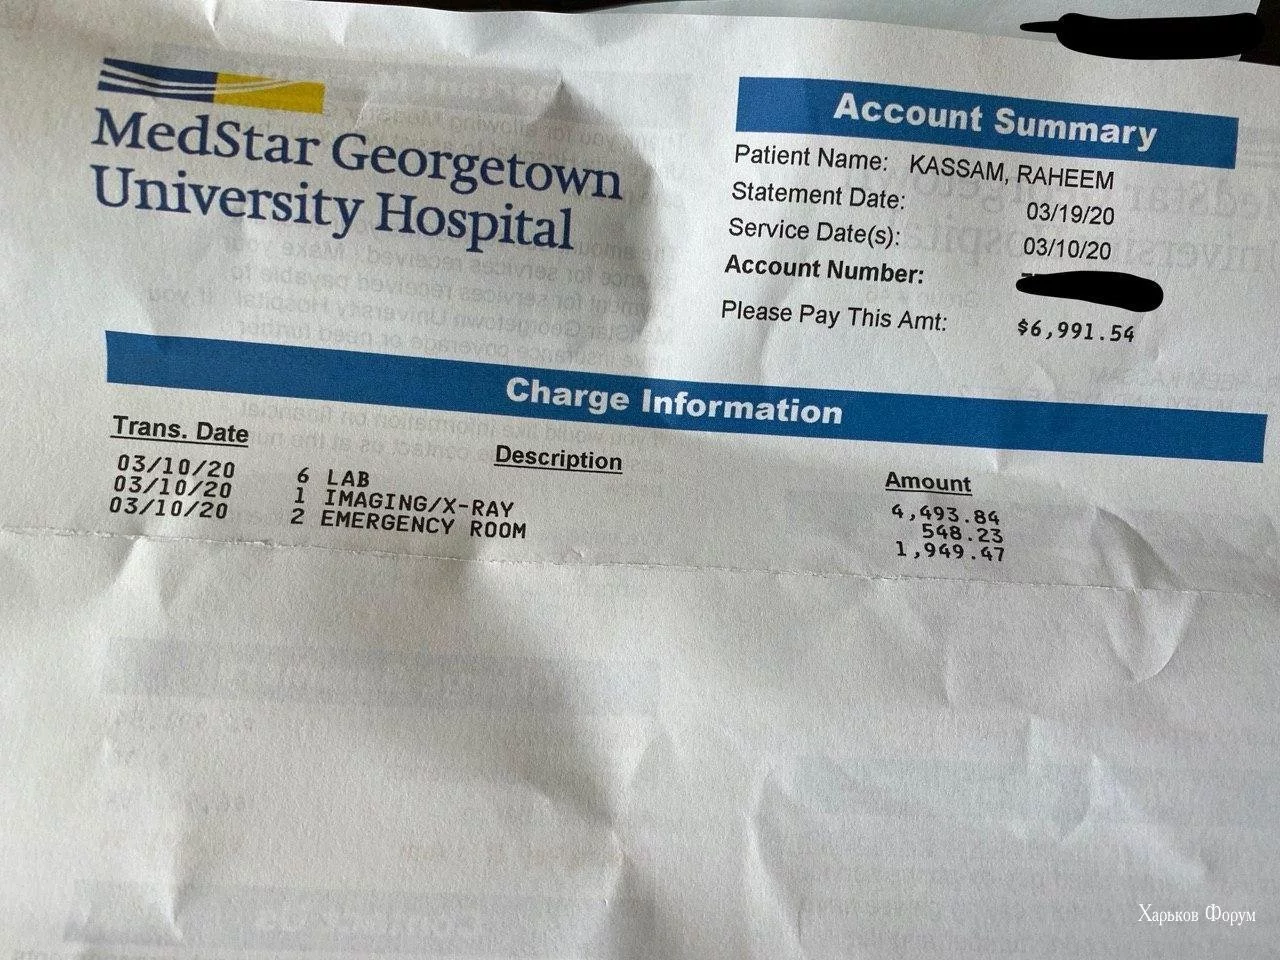 MedStar Georgetown
University Hospital
Account Summary
Patient Name: KASSAM, RAHEEM
Statement Date: 03/19/20
Service Date(s): 03/10/20
Account Number:
Please Pay This Amt: $6,991.54
Charge Information
Trans. Date Description Amount
03/10/20 6 LAB 4,493.84
03/10/20 1 IMAGING/X-RAY 548.23
03/10/20 2 EMERGENCY ROOM 1,949.47
Харьков Форум